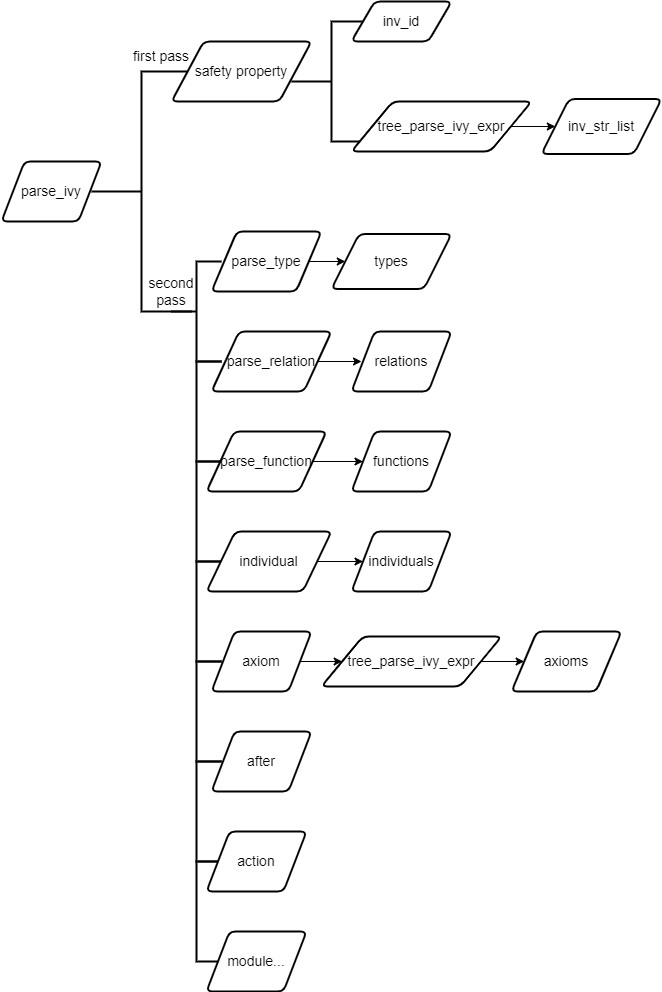 inv_id
first pass
safety property
tree_parse_ivy_expr
inv_str_list
parse_ivy
second
pass
parse_type
types
parse_relation
relations
parse_function
functions
individual
individuals
axiom
tree_parse_ivy_expr
axioms
after
action
module...